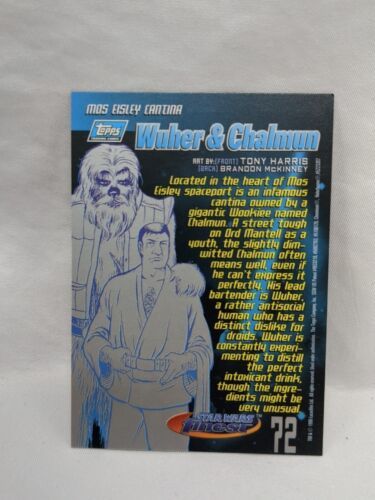 MOS EISLEY CANTINA
TOPPS
Wuher & Chalmun
ART BY: (FRONT) TONY HARRIS
(BACK) BRANDON McKINNEY
Located in the heart of Mos
Eisley spaceport is an infamous
cantina owned by a
gigantic Wookiee named
Chalmun. A street tough
on Ord Mantell as a
youth, the slightly dim-
witted Chalmun often
means well, even if
he can't express it
perfectly. His lead
bartender is Wuher,
a rather antisocial
human who has a
distinct dislike for
droids. Wuher is
constantly experi-
menting to distill
the perfect
intoxicant drink,
though the ingre-
dients might be
very unusual.
STAR WARS
FINEST
72